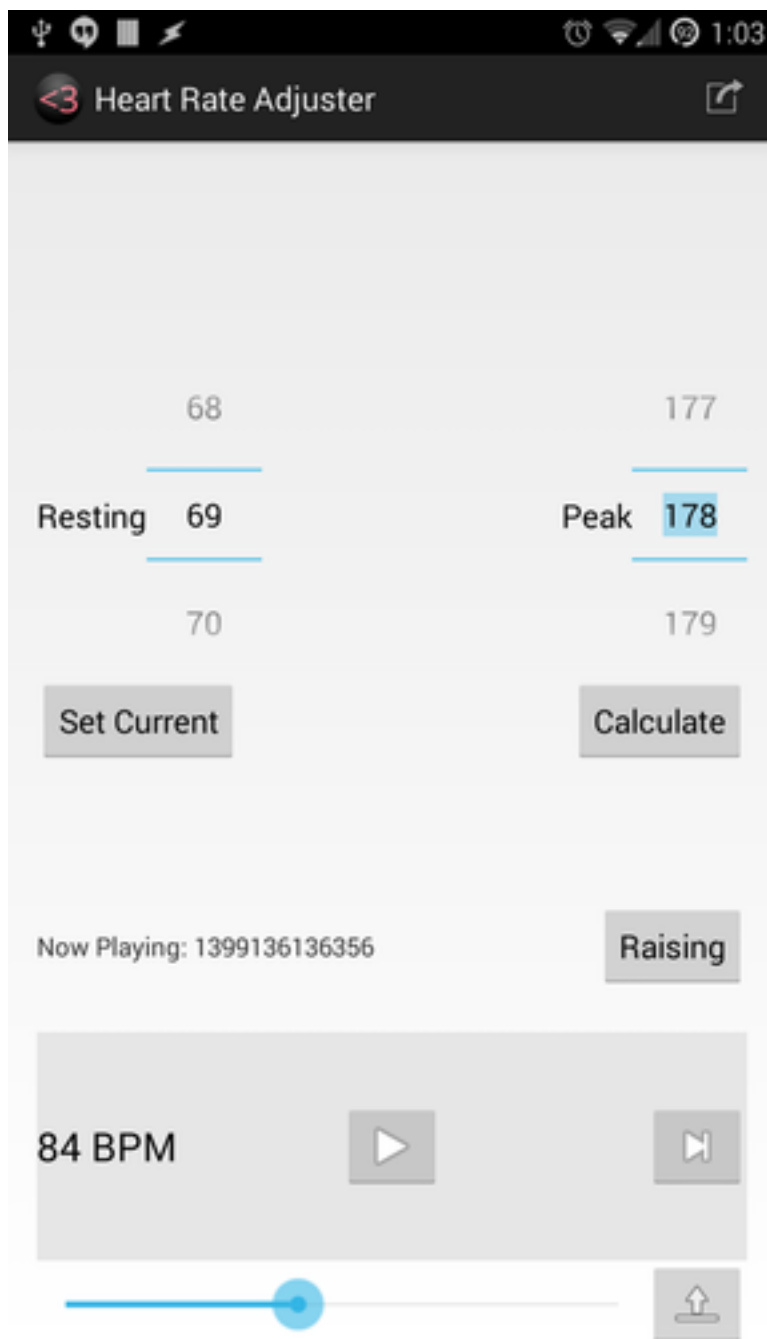 92 1:03
<3 Heart Rate Adjuster
68 177
Resting 69 Peak 178
70 179
Set Current Calculate
Now Playing: 1399136136356 Raising
84 BPM